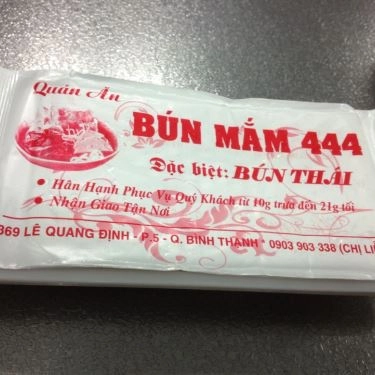 Quán Ăn
BÚN MẮM 444
Đặc biệt: BÚN THÁI
• Hân Hạnh Phục Vụ Quý Khách từ 10g trưa đến 21g tối
• Nhận Giao Tận Nơi
369 LÊ QUANG ĐỊNH - P.5 - Q. BÌNH THẠNH * 0903 903 338 (CHỊ